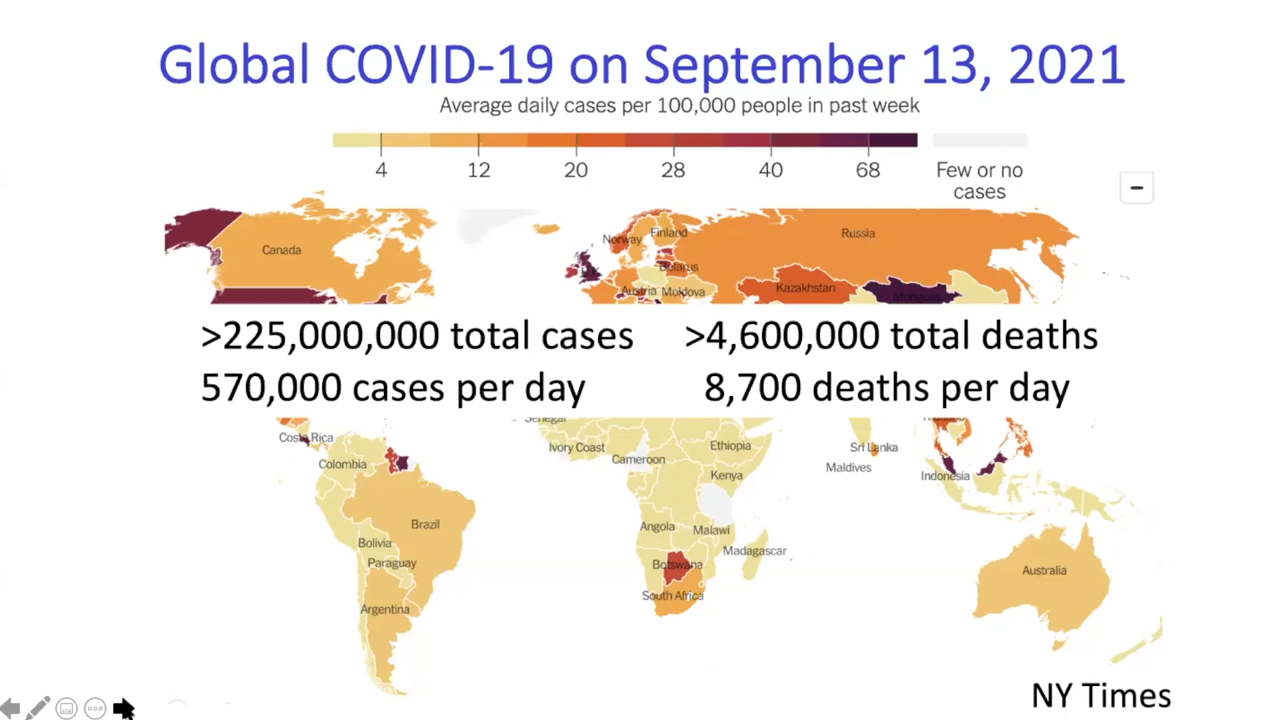 Global COVID-19 on September 13, 2021
Average daily cases per 100,000 people in past week
4 12 20 28 40 68 Few or no cases
Canada
Norway
Finland
Russia
UK
Belarus
Austria
Moldova
Kazakhstan
Mongolia
>225,000,000 total cases
>4,600,000 total deaths
570,000 cases per day
8,700 deaths per day
Senegal
Costa Rica
Ivory Coast
Ethiopia
Sri Lanka
Colombia
Cameroon
Maldives
Kenya
Indonesia
Brazil
Angola
Malawi
Bolivia
Madagascar
Paraguay
Botswana
Australia
South Africa
Argentina
NY Times